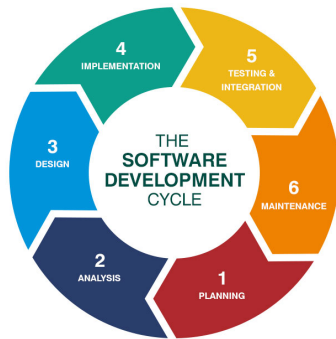 THE
SOFTWARE
DEVELOPMENT
CYCLE
1
PLANNING
2
ANALYSIS
3
DESIGN
4
IMPLEMENTATION
5
TESTING &
INTEGRATION
6
MAINTENANCE